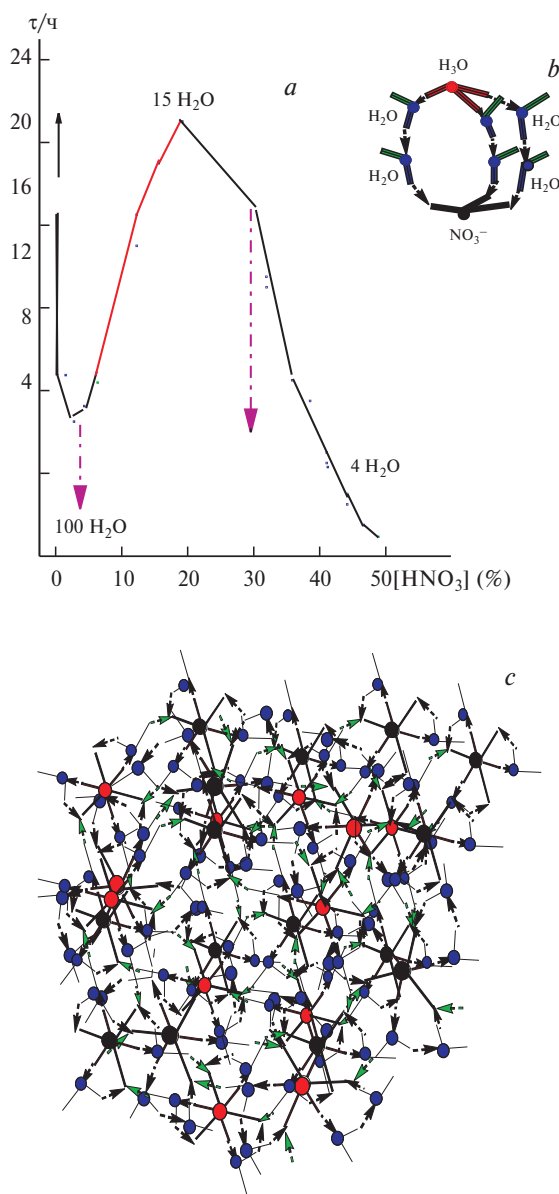 τ/ч
24
20
16
12
8
4
15 H₂O
a
100 H₂O
4 H₂O
0
10
20
30
40
50
[HNO₃] (%)
b
H₃O
H₂O
H₂O
H₂O
H₂O
NO₃⁻
c